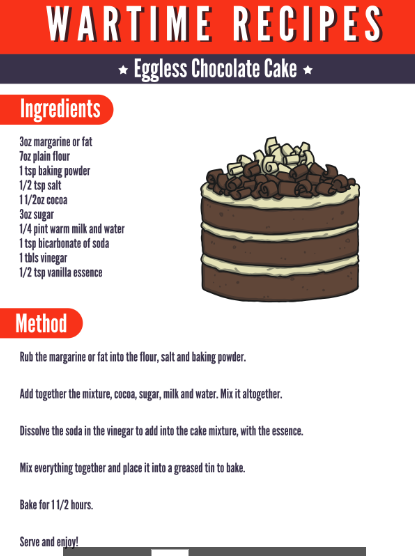 WARTIME RECIPES
Eggless Chocolate Cake
Ingredients
3oz margarine or fat
7oz plain flour
1 tsp baking powder
1/2 tsp salt
1 1/2oz cocoa
3oz sugar
1/4 pint warm milk and water
1 tsp bicarbonate of soda
1 tbls vinegar
1/2 tsp vanilla essence
Method
Rub the margarine or fat into the flour, salt and baking powder.
Add together the mixture, cocoa, sugar, milk and water. Mix it altogether.
Dissolve the soda in the vinegar to add into the cake mixture, with the essence.
Mix everything together and place it into a greased tin to bake.
Bake for 1 1/2 hours.
Serve and enjoy!